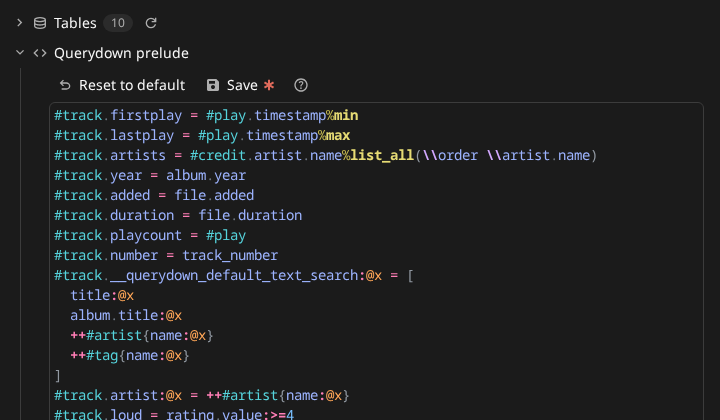 Tables 10
Querydown prelude
Reset to default Save * 
#track.firstplay = #play.timestamp%min
#track.lastplay = #play.timestamp%max
#track.artists = #credit.artist.name%list_all(\\order \\artist.name)
#track.year = album.year
#track.added = file.added
#track.duration = file.duration
#track.playcount = #play
#track.number = track_number
#track.__querydown_default_text_search:@x = [
  title:@x
  album.title:@x
  ++#artist{name:@x}
  ++#tag{name:@x}
]
#track.artist:@x = ++#artist{name:@x}
#track.loud = rating.value:>=4